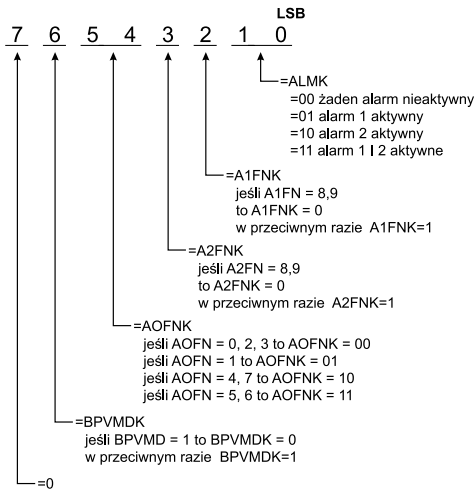 LSB
7 6 5 4 3 2 1 0
=ALMK
=00 żaden alarm nieaktywny
=01 alarm 1 aktywny
=10 alarm 2 aktywny
=11 alarm 1 I 2 aktywne
=A1FNK
jeśli A1FN = 8,9
to A1FNK = 0
w przeciwnym razie A1FNK=1
=A2FNK
jeśli A2FN = 8,9
to A2FNK = 0
w przeciwnym razie A2FNK=1
=AOFNK
jeśli AOFN = 0, 2, 3 to AOFNK = 00
jeśli AOFN = 1 to AOFNK = 01
jeśli AOFN = 4, 7 to AOFNK = 10
jeśli AOFN = 5, 6 to AOFNK = 11
=BPVMDK
jeśli BPVMD = 1 to BPVMDK = 0
w przeciwnym razie BPVMDK=1
=0